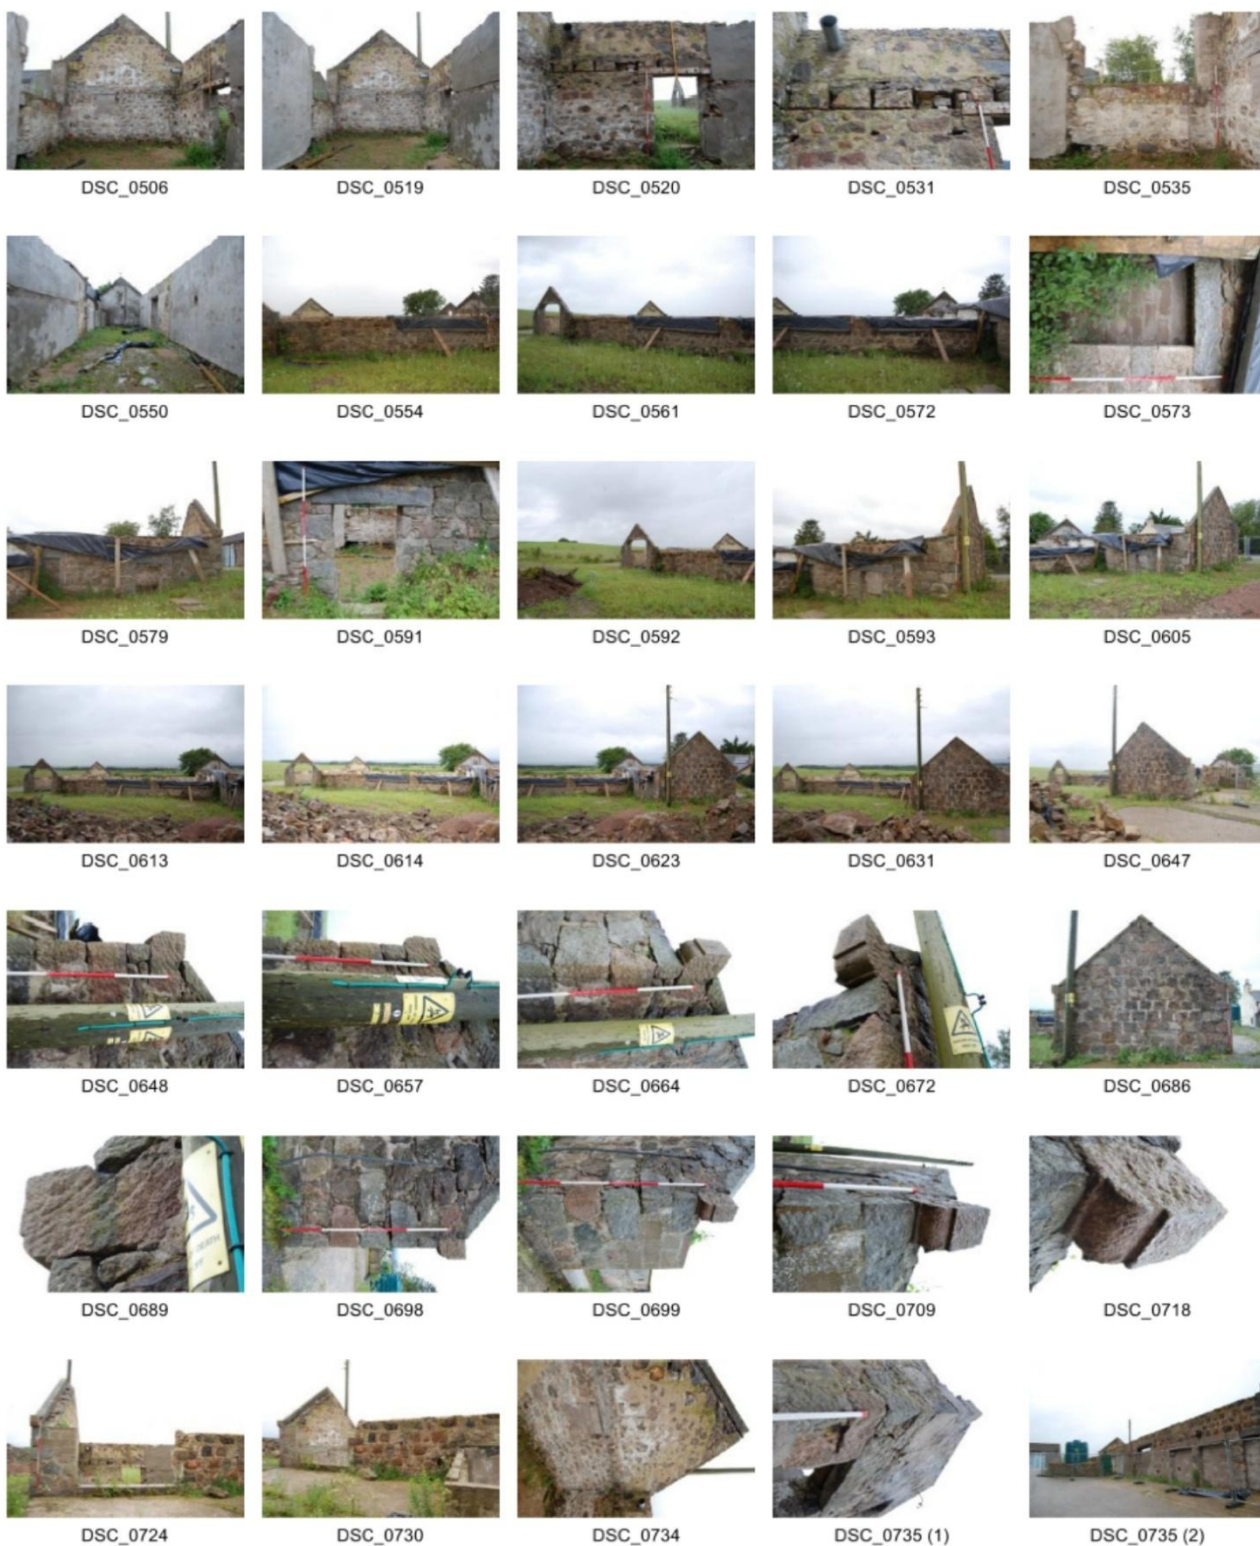 DSC_0506 DSC_0519 DSC_0520 DSC_0531 DSC_0535
DSC_0550 DSC_0554 DSC_0561 DSC_0572 DSC_0573
DSC_0579 DSC_0591 DSC_0592 DSC_0593 DSC_0605
DSC_0613 DSC_0614 DSC_0623 DSC_0631 DSC_0647
DSC_0648 DSC_0657 DSC_0664 DSC_0672 DSC_0686
DSC_0689 DSC_0698 DSC_0699 DSC_0709 DSC_0718
DSC_0724 DSC_0730 DSC_0734 DSC_0735 (1) DSC_0735 (2)